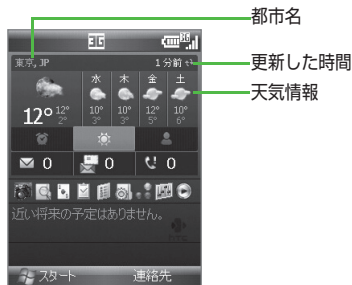 都市名
3G
東京, JP
1分前
更新した時間
水 木 金 土
天気情報
12° 12° 2°
10° 3°
10° 3°
12° 5°
10° 6°
0 0 0
近い将来の予定はありません。
スタート
連絡先